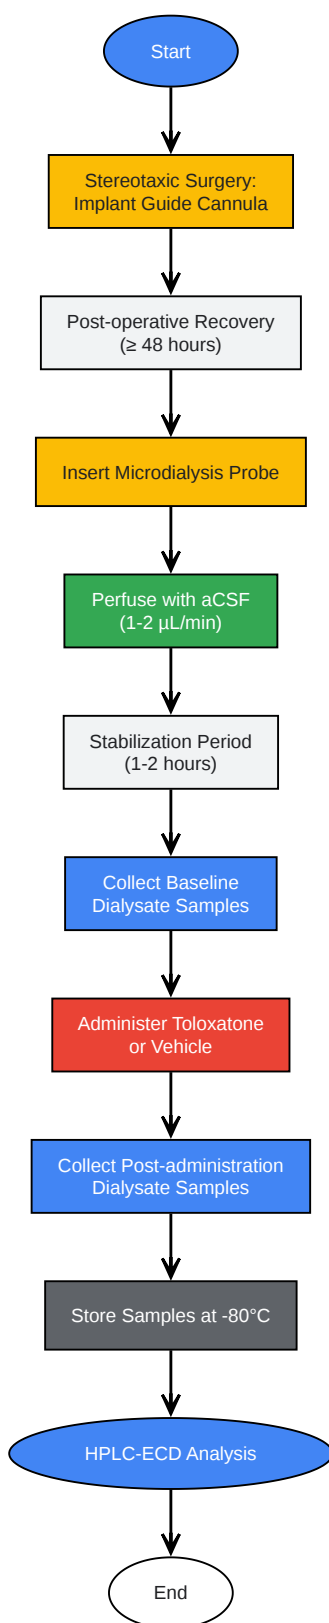 Start
Stereotaxic Surgery:
Implant Guide Cannula
Post-operative Recovery
(≥ 48 hours)
Insert Microdialysis Probe
Perfuse with aCSF
(1-2 µL/min)
Stabilization Period
(1-2 hours)
Collect Baseline
Dialysate Samples
Administer Toloxatone
or Vehicle
Collect Post-administration
Dialysate Samples
Store Samples at -80°C
HPLC-ECD Analysis
End